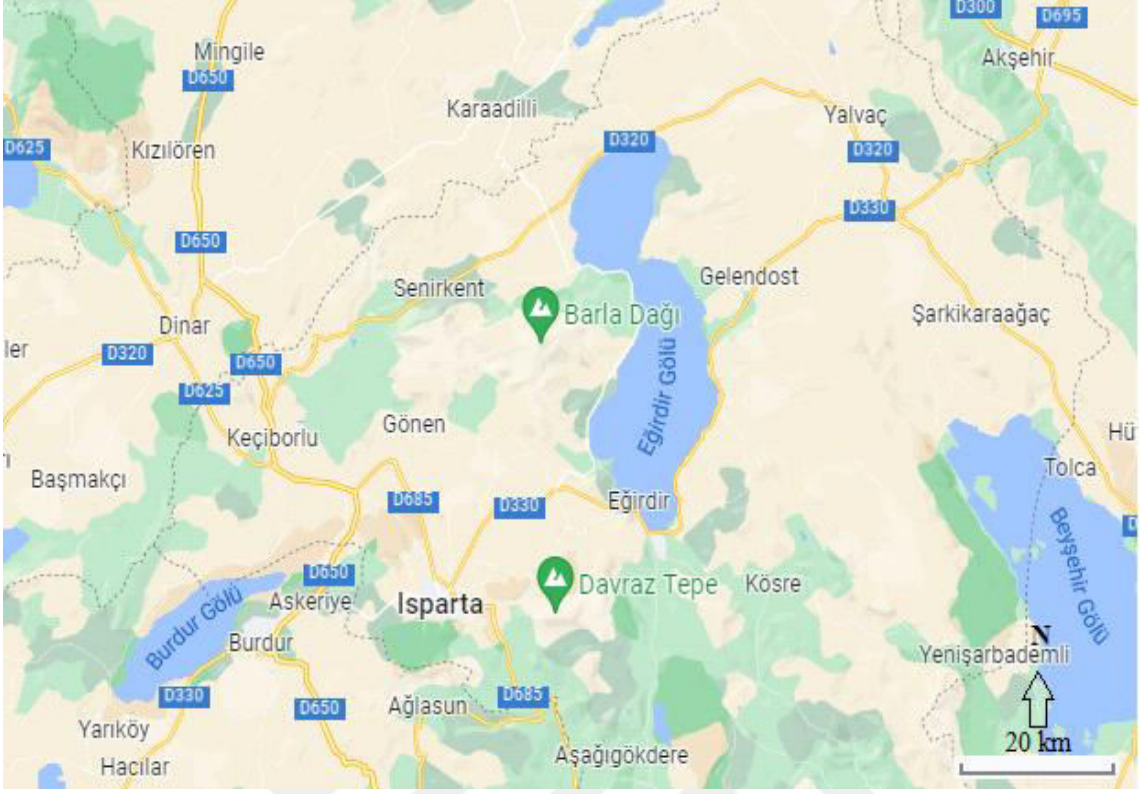 D300
D695
Mingile
Akşehir
D650
Karaadilli
Yalvaç
D625
Kızılören
D320
D320
D650
D330
Senirkent
Gelendost
Barla Dağı
Şarkikaraağaç
Dinar
ler
D320
D650
D625
Eğirdir Gölü
Gönen
Keçiborlu
Hü
Tolca
Başmakçı
D685
D330
Eğirdir
D
Beyşehir Gölü
D650
Davraz Tepe
Kösre
Askeriye
Isparta
Burdur Gölü
Burdur
N
Yenişarbademli
D330
D650
D685
Ağlasun
Yarıköy
20 km
Aşağıgökdere
Hacılar